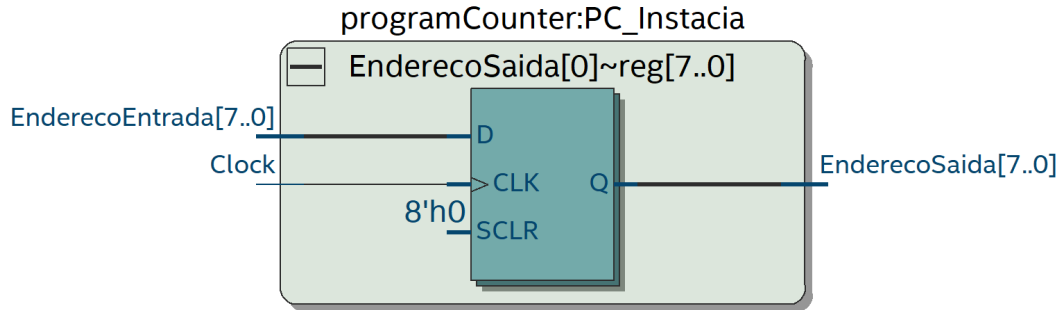 programCounter:PC_Instacia
EnderecoSaida[0]~reg[7..0]
EnderecoEntrada[7..0]
D
Clock
CLK
Q
EnderecoSaida[7..0]
8'h0
SCLR